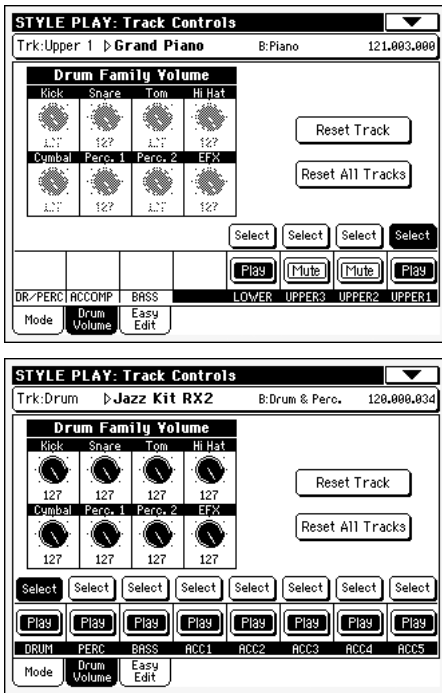 STYLE PLAY: Track Controls
Trk:Upper 1 Grand Piano B:Piano 121.003.000
Drum Family Volume
Kick Snare Tom Hi Hat
127 127 127 127
Cymbal Perc. 1 Perc. 2 EFX
127 127 127 127
Reset Track
Reset All Tracks
Select Select Select Select
Play Mute Mute Play
DR/PERC ACCOMP BASS LOWER UPPER3 UPPER2 UPPER1
Mode Drum Volume Easy Edit
STYLE PLAY: Track Controls
Trk:Drum Jazz Kit RX2 B:Drum & Perc. 120.000.034
Drum Family Volume
Kick Snare Tom Hi Hat
127 127 127 127
Cymbal Perc. 1 Perc. 2 EFX
127 127 127 127
Reset Track
Reset All Tracks
Select Select Select Select Select Select Select Select
Play Play Play Play Play Play Play Play
DRUM PERC BASS ACC1 ACC2 ACC3 ACC4 ACC5
Mode Drum Volume Easy Edit